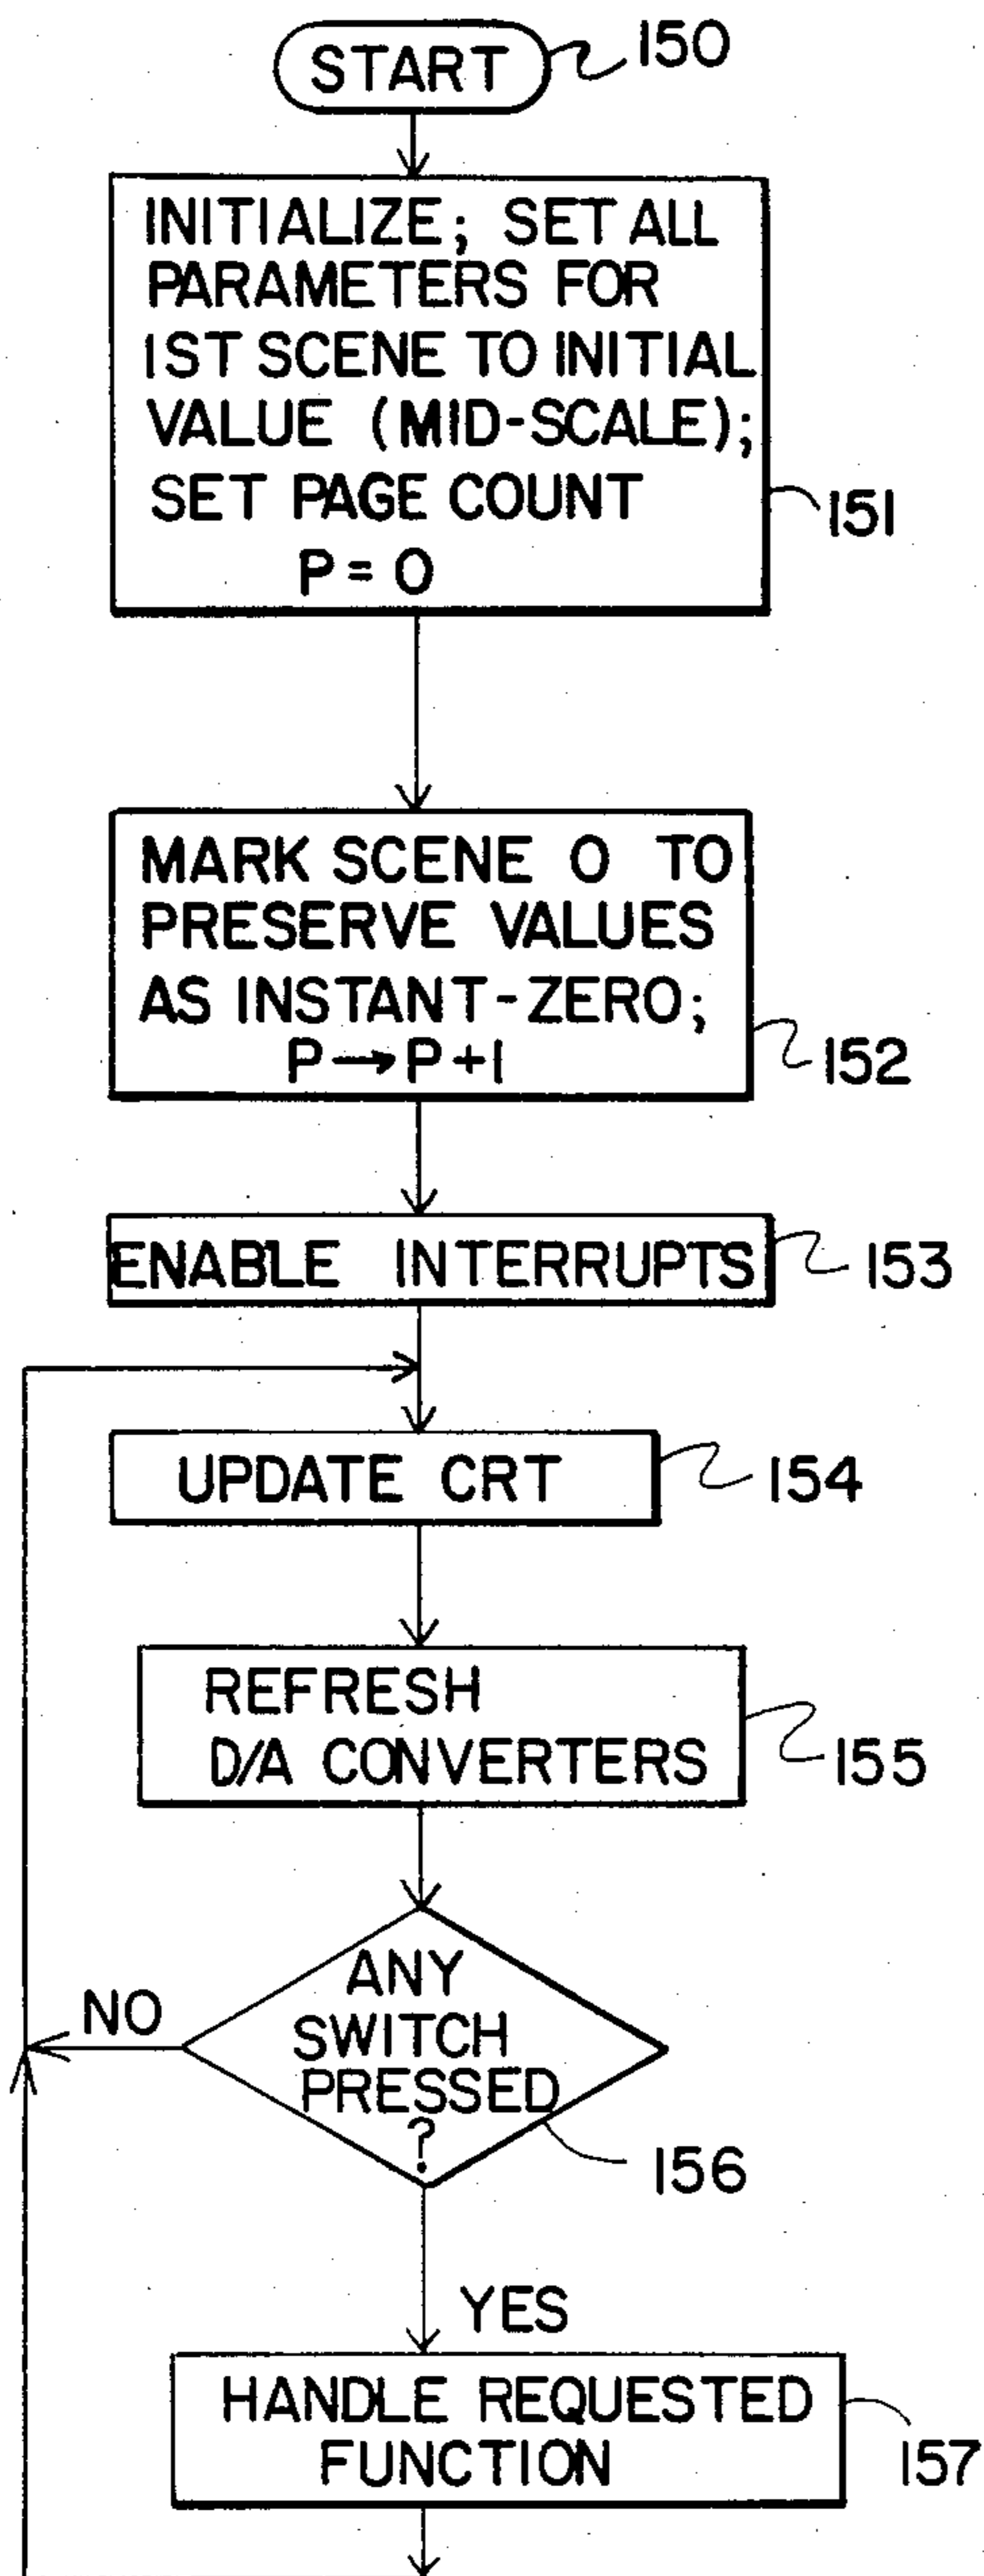 START
150
INITIALIZE; SET ALL
PARAMETERS FOR
1ST SCENE TO INITIAL
VALUE (MID-SCALE);
SET PAGE COUNT
P = 0
151
MARK SCENE 0 TO
PRESERVE VALUES
AS INSTANT-ZERO;
P → P+1
152
ENABLE INTERRUPTS
153
UPDATE CRT
154
REFRESH
D/A CONVERTERS
155
ANY
SWITCH
PRESSED
?
NO
156
YES
HANDLE REQUESTED
FUNCTION
157